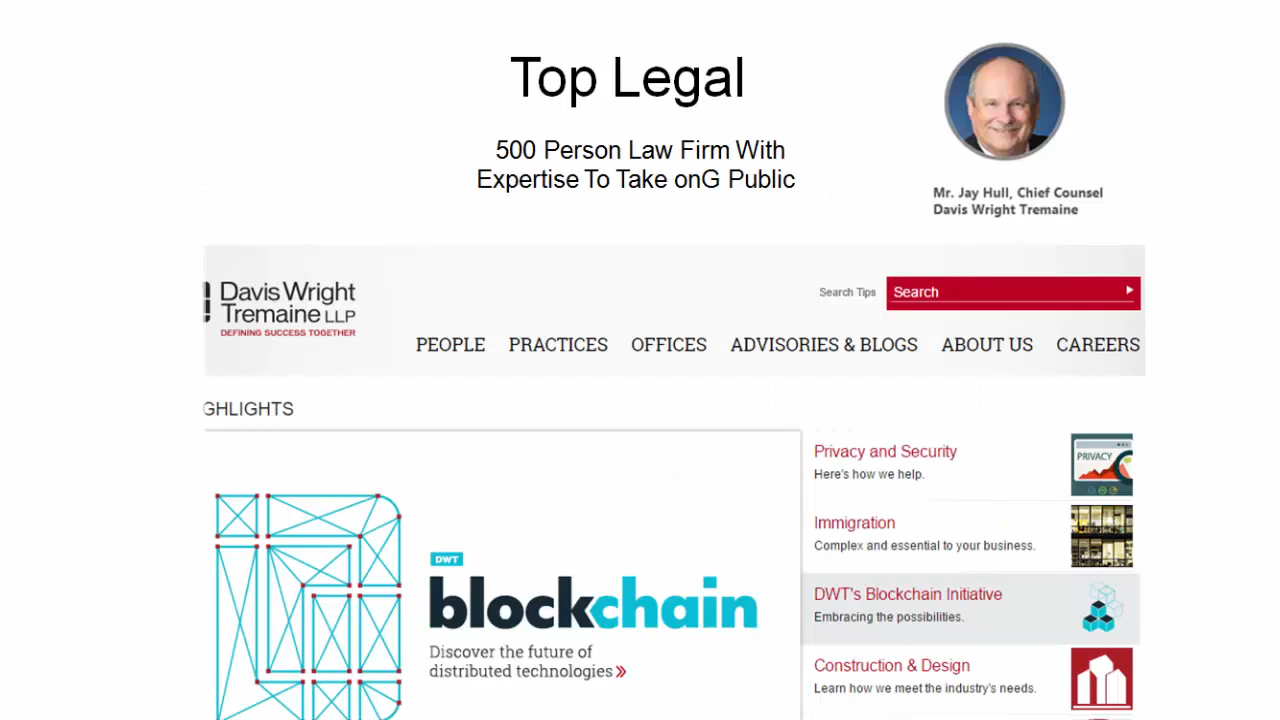 Top Legal
500 Person Law Firm With
Expertise To Take onG Public
Mr. Jay Hull, Chief Counsel
Davis Wright Tremaine
Davis Wright
Tremaine LLP
DEFINING SUCCESS TOGETHER
Search Tips
Search
PEOPLE PRACTICES OFFICES ADVISORIES & BLOGS ABOUT US CAREERS
GHLIGHTS
Privacy and Security
Here's how we help.
PRIVACY
Immigration
Complex and essential to your business.
DWT's Blockchain Initiative
Embracing the possibilities.
Construction & Design
Learn how we meet the industry's needs.
DWT
blockchain
Discover the future of
distributed technologies »